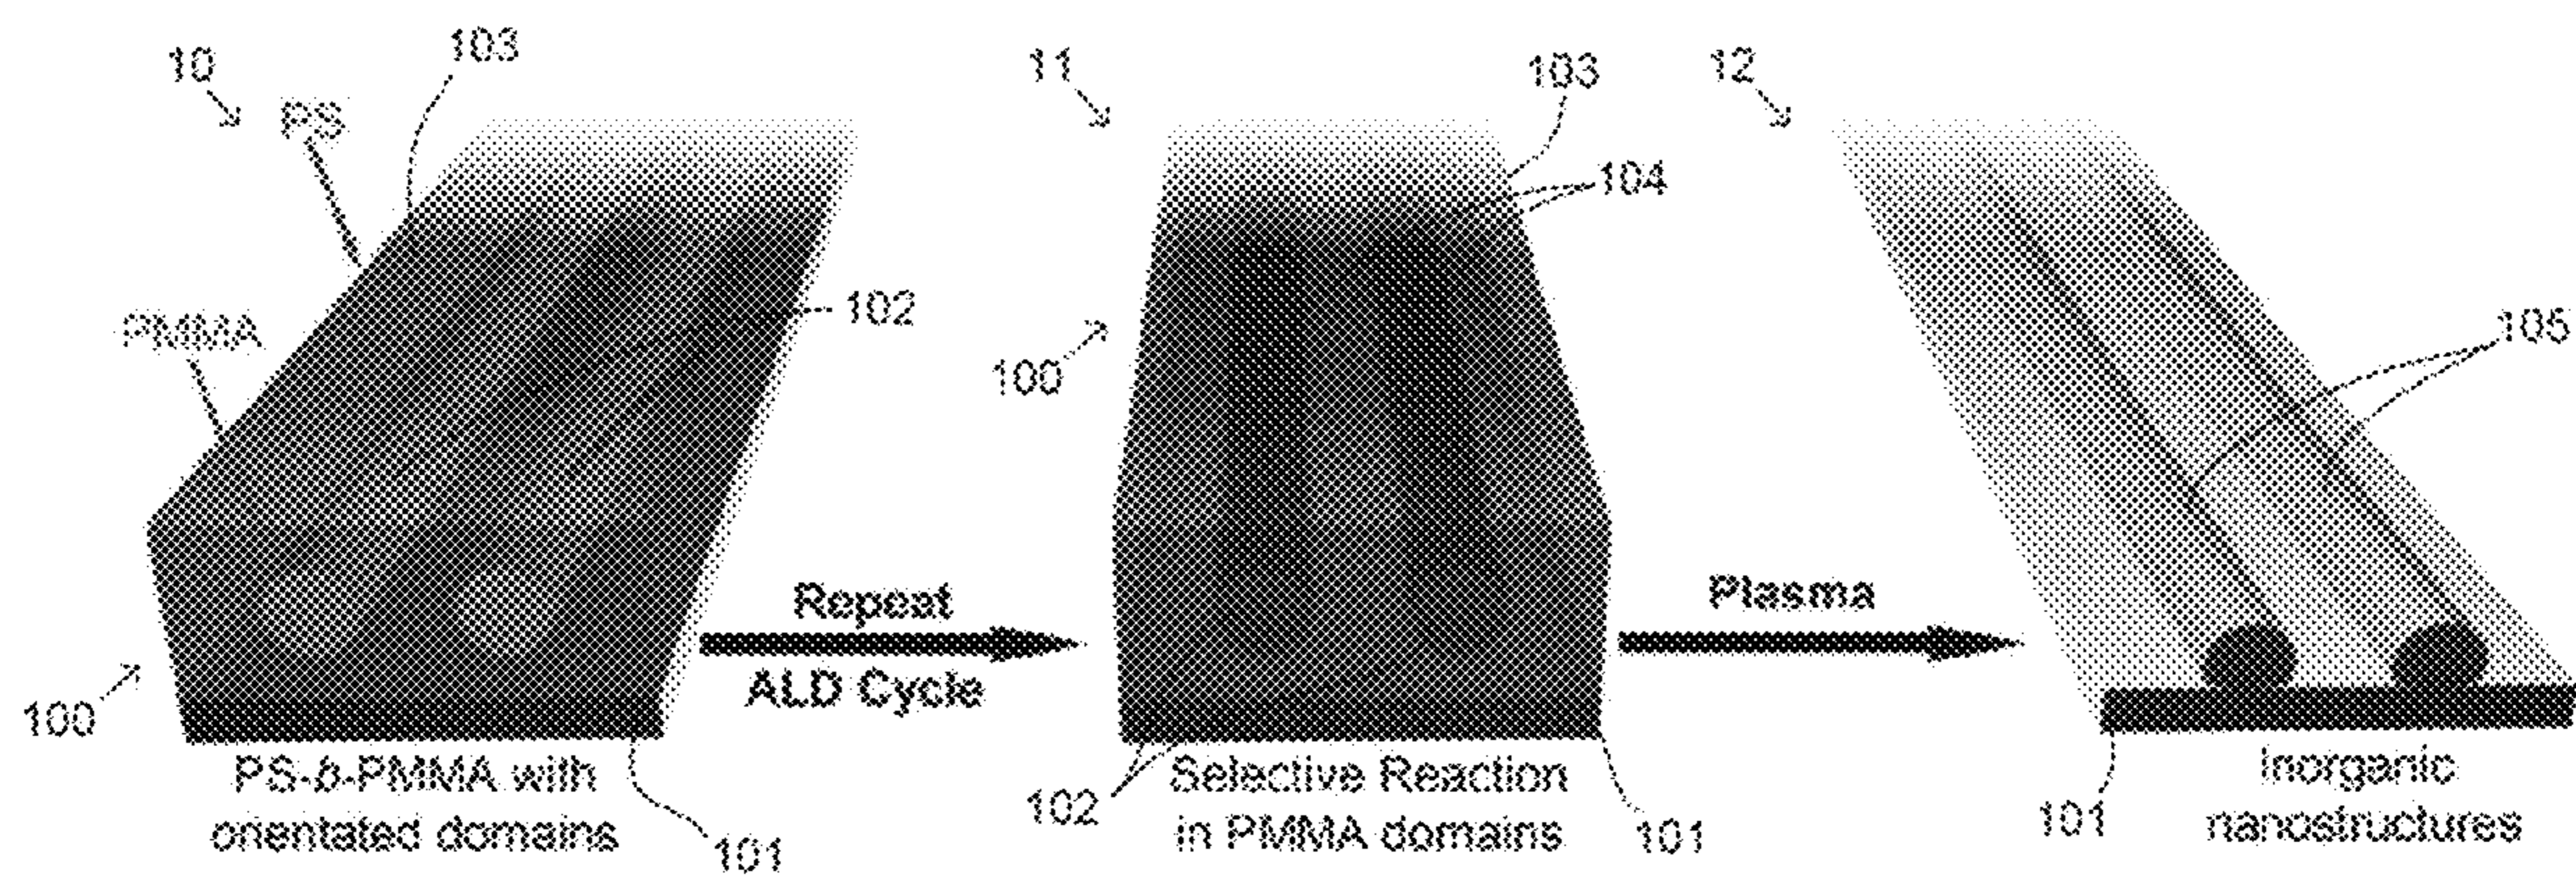 10
103
PS
PMMA
102
100
PS-b-PMMA with
orientated domains
101
Repeat
ALD Cycle
11
103
104
100
102
Selective Reaction
in PMMA domains
101
Plasma
12
105
101
Inorganic
nanostructures